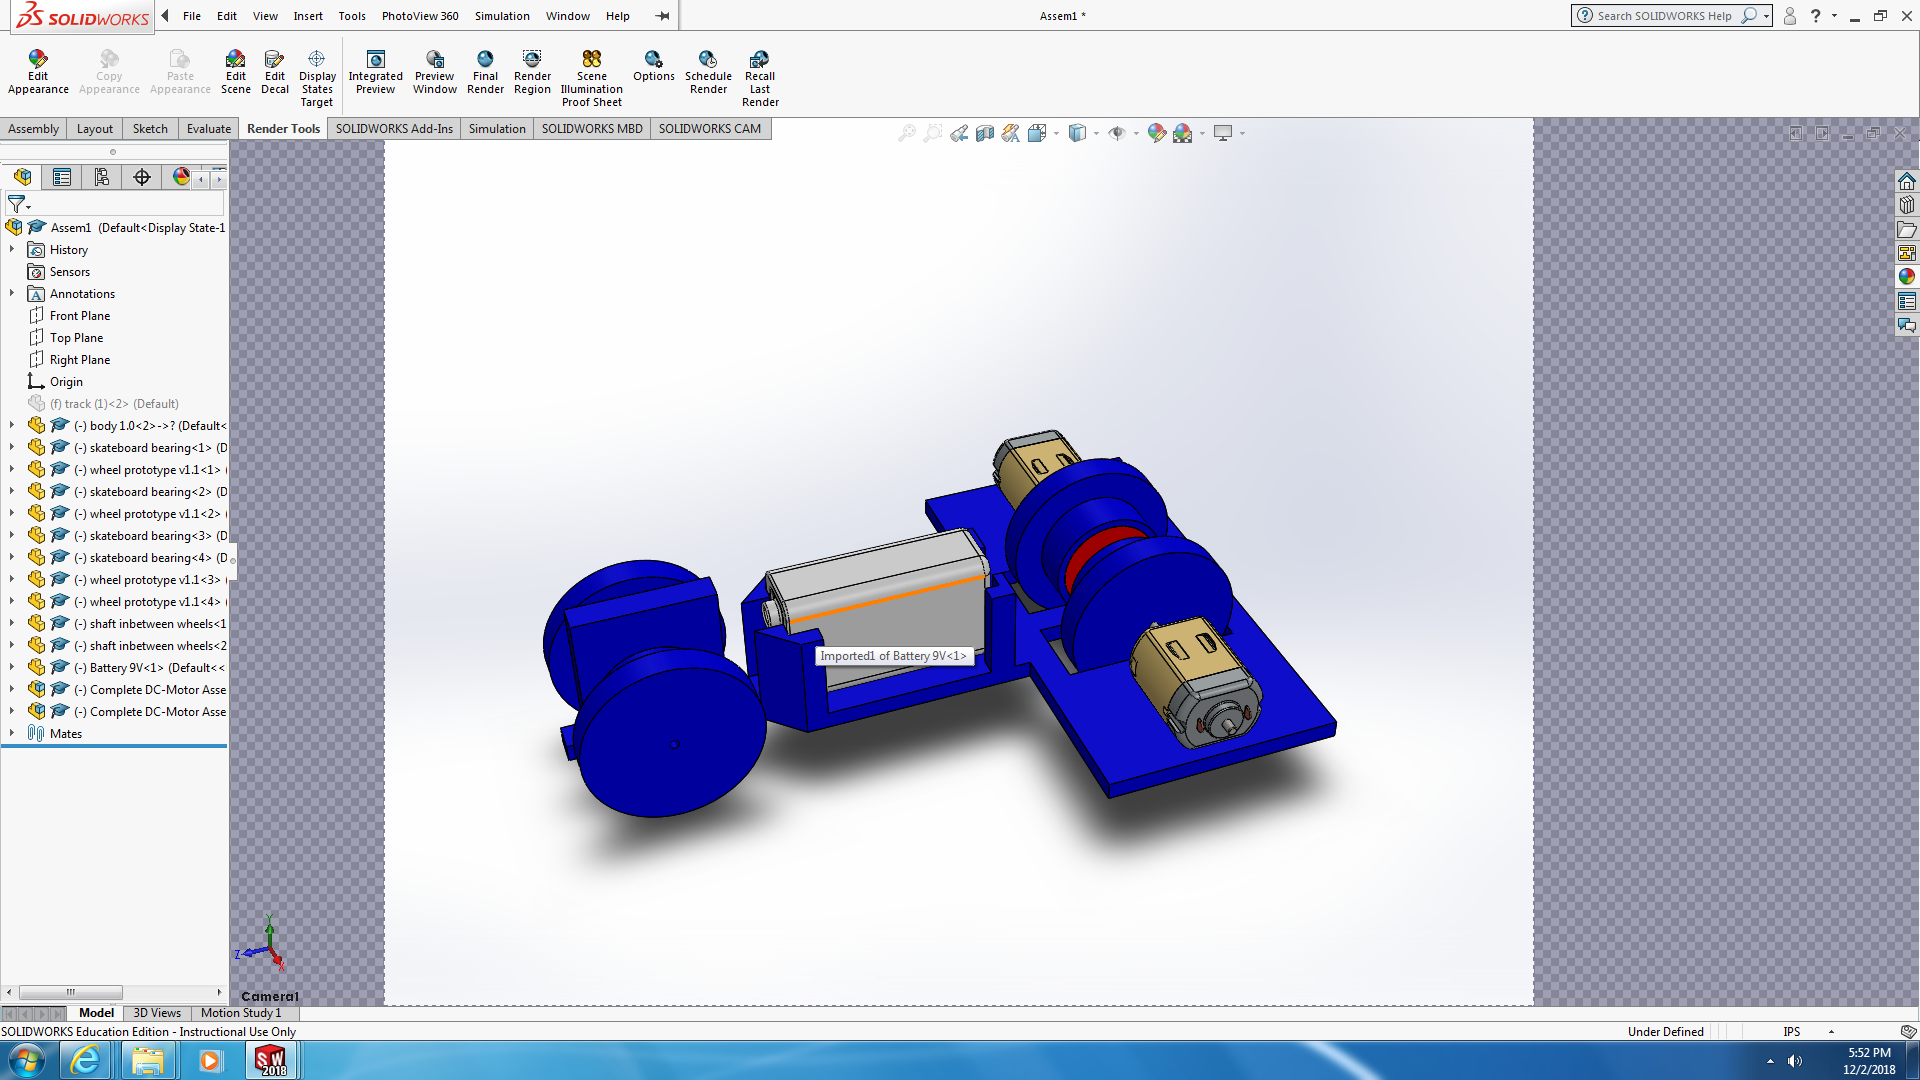 SOLIDWORKS File Edit View Insert Tools PhotoView 360 Simulation Window Help Assem1 * Search SOLIDWORKS Help ?
Edit Appearance
Copy Appearance
Paste Appearance
Edit Scene
Edit Decal
Display States Target
Integrated Preview
Preview Window
Final Render
Render Region
Scene Illumination Proof Sheet
Options
Schedule Render
Recall Last Render
Assembly Layout Sketch Evaluate Render Tools SOLIDWORKS Add-Ins Simulation SOLIDWORKS MBD SOLIDWORKS CAM
Assem1 (Default<Display State-1
History
Sensors
Annotations
Front Plane
Top Plane
Right Plane
Origin
(f) track (1)<2> (Default)
(-) body 1.0<2>->? (Default<
(-) skateboard bearing<1> (D
(-) wheel prototype v1.1<1> (
(-) skateboard bearing<2> (D
(-) wheel prototype v1.1<2> (
(-) skateboard bearing<3> (D
(-) skateboard bearing<4> (D
(-) wheel prototype v1.1<3> (
(-) wheel prototype v1.1<4> (
(-) shaft inbetween wheels<1
(-) shaft inbetween wheels<2
(-) Battery 9V<1> (Default<<
(-) Complete DC-Motor Asse
(-) Complete DC-Motor Asse
Mates
Imported1 of Battery 9V<1>
Y
Z
X
Camera1
Model 3D Views Motion Study 1
SOLIDWORKS Education Edition - Instructional Use Only Under Defined IPS
SW 2018
5:52 PM
12/2/2018